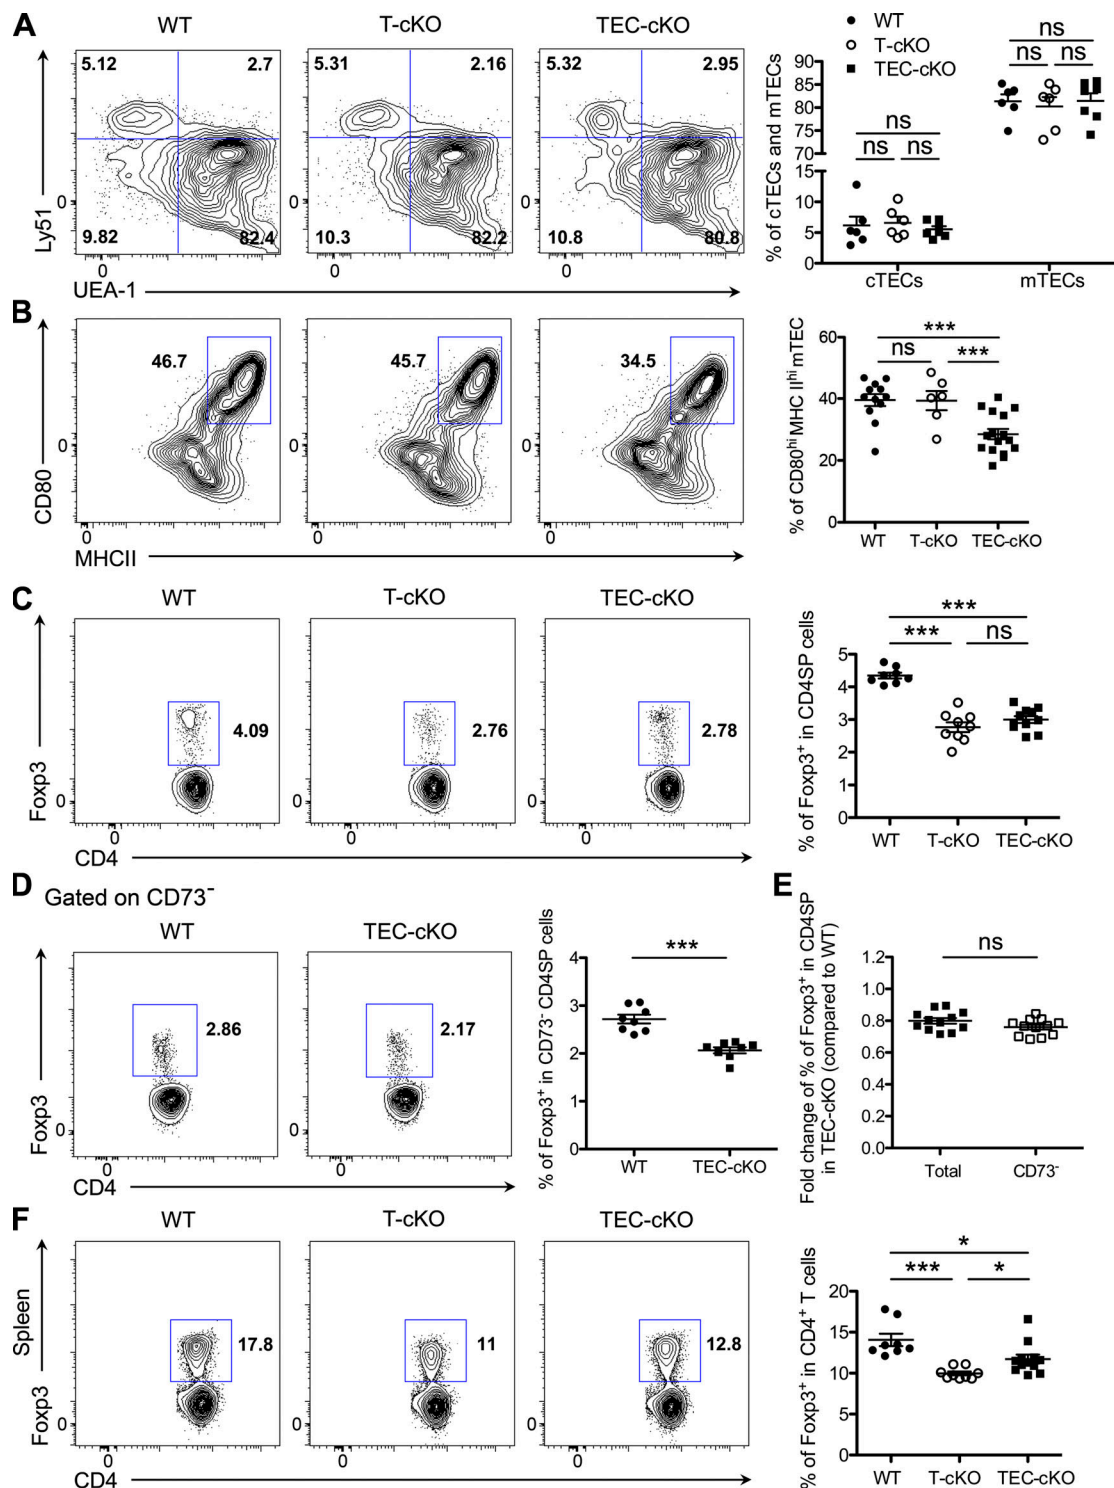 A
WT
T-cKO
TEC-cKO
5.12
2.7
5.31
2.16
5.32
2.95
9.82
82.4
10.3
82.2
10.8
80.8
Ly51
0
0
0
0
0
0
UEA-1
WT
T-cKO
TEC-cKO
% of cTECs and mTECs
90
85
80
75
70
15
10
5
0
ns
ns
ns
ns
ns
ns
cTECs
mTECs
B
46.7
45.7
34.5
CD80
0
0
0
0
0
0
MHCII
% of CD80hi MHC IIhi mTEC
60
40
20
0
***
ns
***
WT
T-cKO
TEC-cKO
C
WT
T-cKO
TEC-cKO
4.09
2.76
2.78
Foxp3
0
0
0
0
0
0
CD4
% of Foxp3+ in CD4SP cells
5
4
3
2
1
0
***
***
ns
WT
T-cKO
TEC-cKO
D
Gated on CD73-
WT
TEC-cKO
2.86
2.17
Foxp3
0
0
0
0
CD4
% of Foxp3+ in CD73- CD4SP cells
4
3
2
1
0
***
WT
TEC-cKO
E
Fold change of % of Foxp3+ in CD4SP
in TEC-cKO (compared to WT)
1.2
1.0
0.8
0.6
0.4
0.2
0.0
ns
Total
CD73-
F
WT
T-cKO
TEC-cKO
17.8
11
12.8
Spleen
Foxp3
0
0
0
0
0
0
CD4
% of Foxp3+ in CD4+ T cells
20
15
10
5
0
*
***
*
WT
T-cKO
TEC-cKO